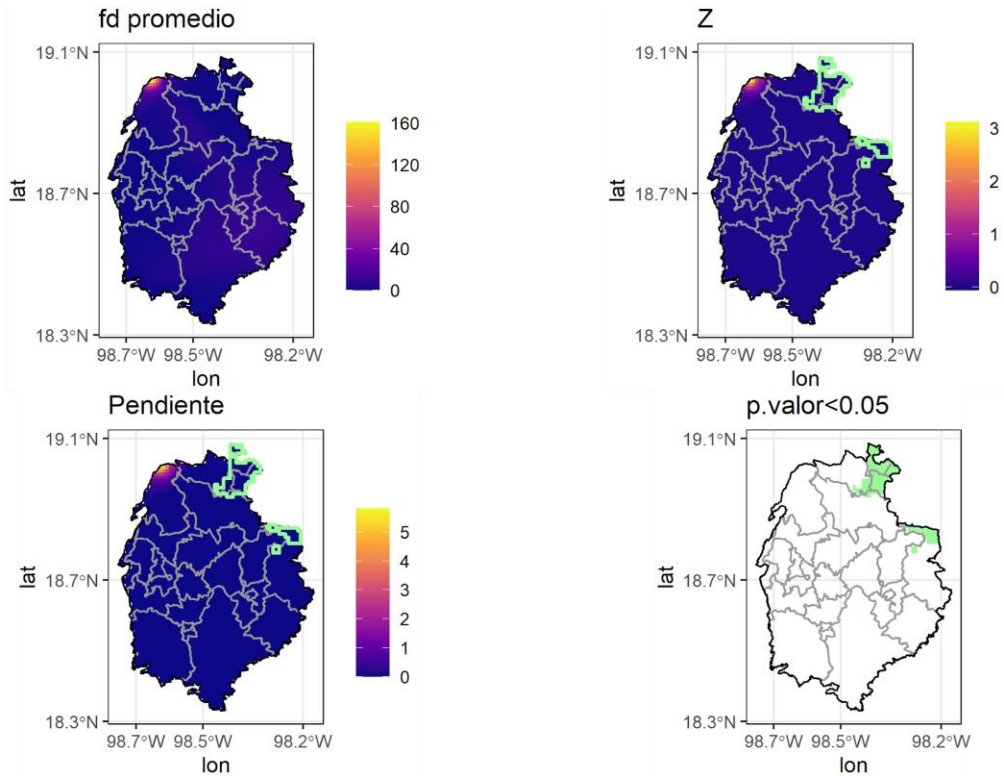 fd promedio
19.1°N
18.7°N
18.3°N
lat
98.7°W 98.5°W 98.2°W
lon
160
120
80
40
0
Z
19.1°N
18.7°N
18.3°N
lat
98.7°W 98.5°W 98.2°W
lon
3
2
1
0
Pendiente
19.1°N
18.7°N
18.3°N
lat
98.7°W 98.5°W 98.2°W
lon
5
4
3
2
1
0
p.valor<0.05
19.1°N
18.7°N
18.3°N
lat
98.7°W 98.5°W 98.2°W
lon